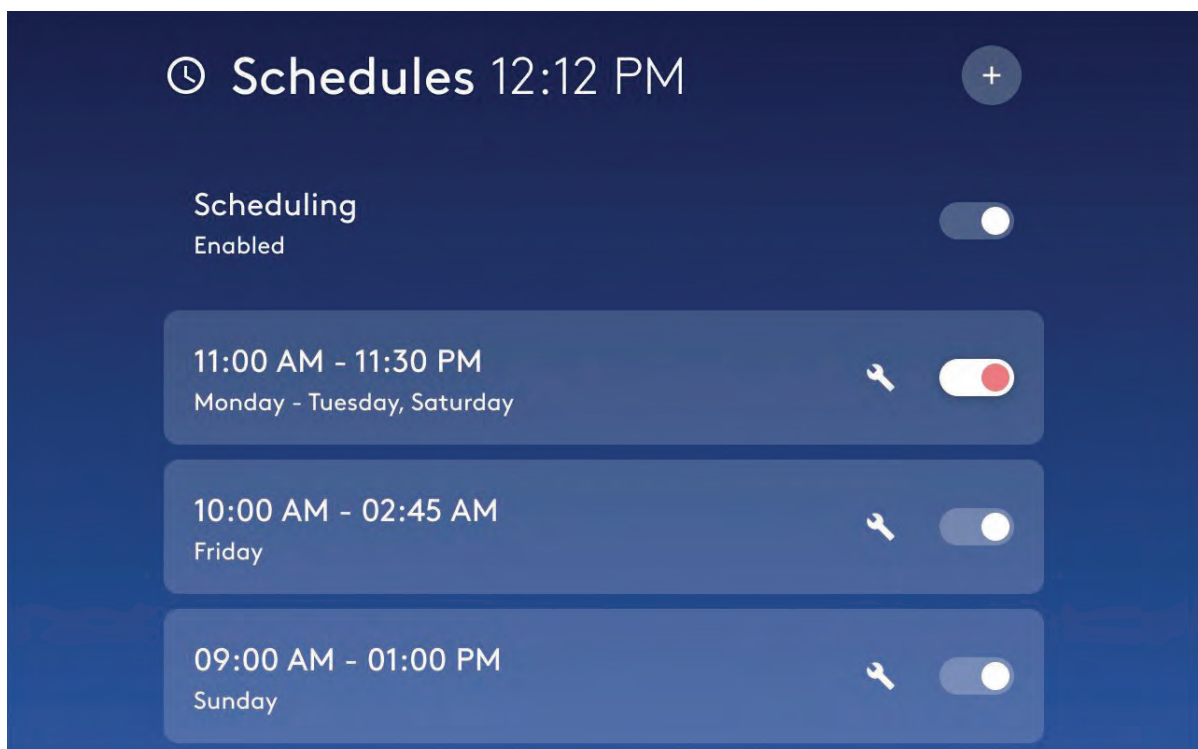 Schedules 12:12 PM
Scheduling
Enabled
11:00 AM - 11:30 PM
Monday - Tuesday, Saturday
10:00 AM - 02:45 AM
Friday
09:00 AM - 01:00 PM
Sunday